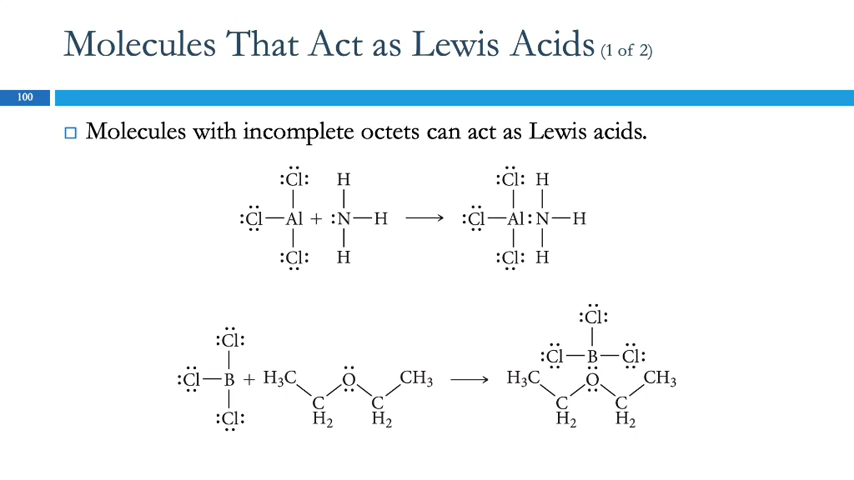 Molecules That Act as Lewis Acids (1 of 2)
100
Molecules with incomplete octets can act as Lewis acids.
:Cl: H :Cl: H
:Cl—Al + :N—H ⟶ :Cl—Al:N—H
:Cl: H :Cl: H
:Cl:
:Cl: :Cl—B—Cl:
:Cl—B + H₃C O CH₃ ⟶ H₃C O CH₃
C C C C
:Cl: H₂ H₂ H₂ H₂